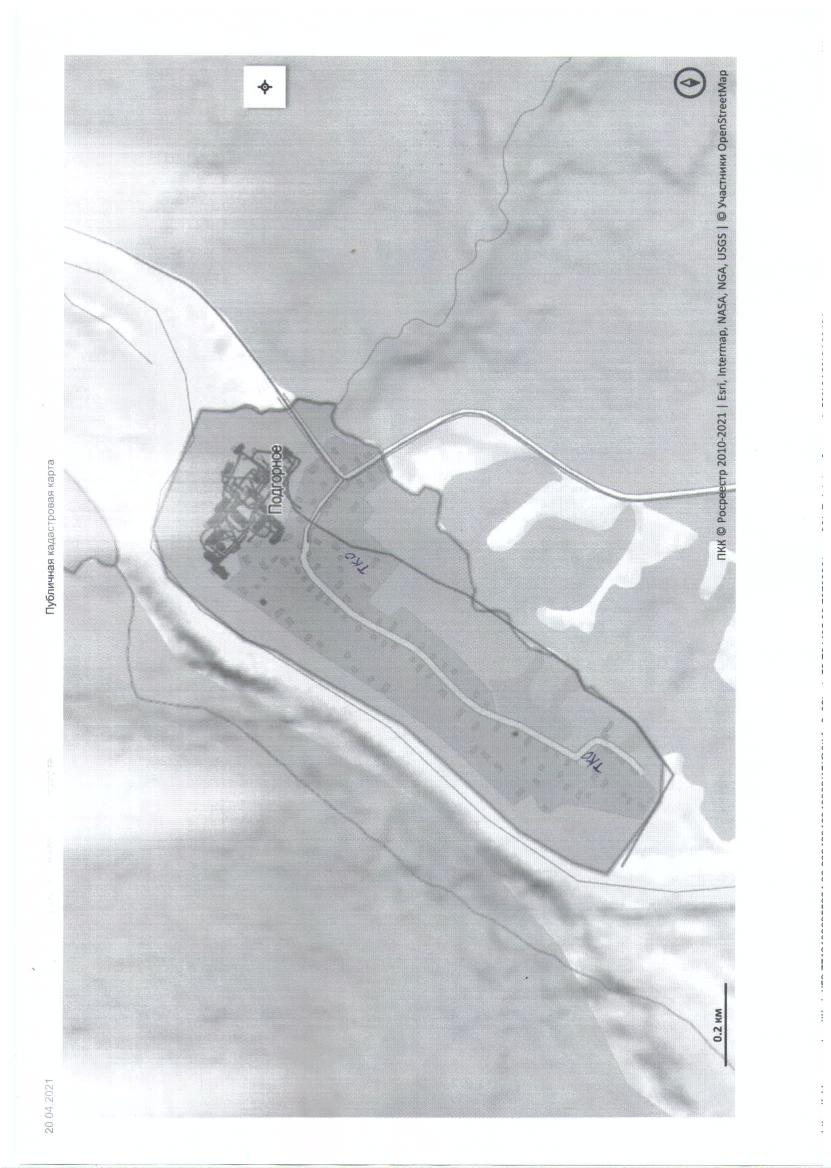 20.04.2021
Публичная кадастровая карта
Подгорное
ТКО
ТКО
0.2 км
ПКК © Росреестр 2010-2021 | Esri, Intermap, NASA, NGA, USGS | © Участники OpenStreetMap